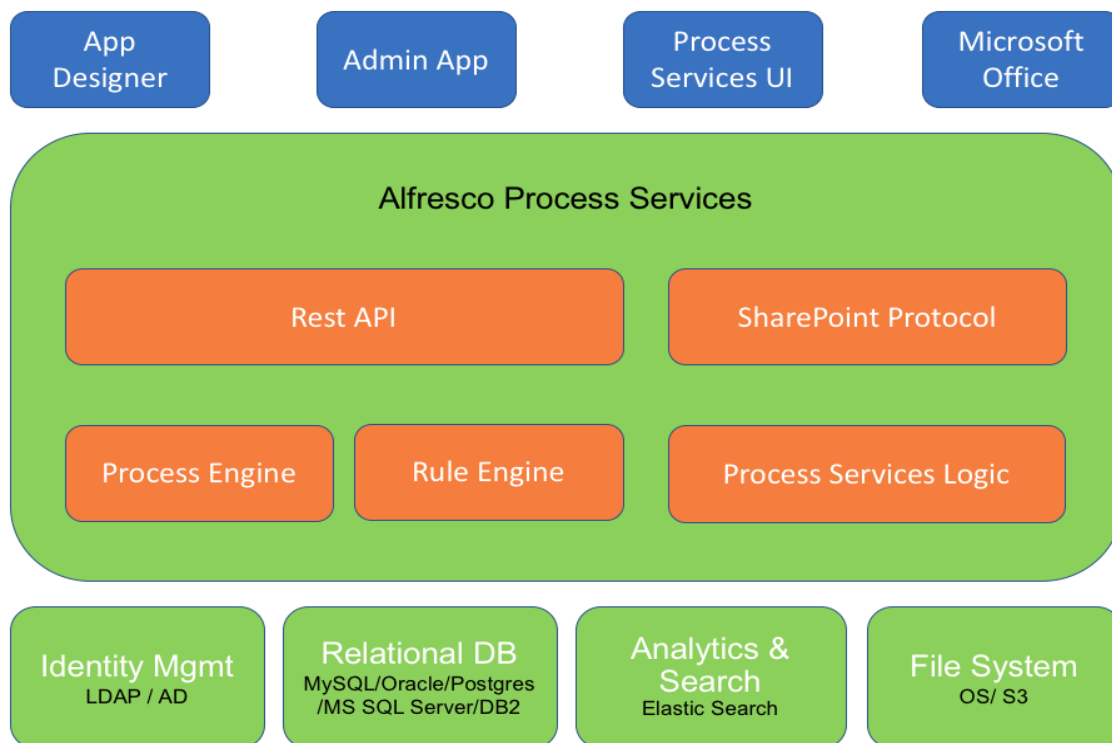 App
Designer
Admin App
Process
Services UI
Microsoft
Office
Alfresco Process Services
Rest API
SharePoint Protocol
Process Engine
Rule Engine
Process Services Logic
Identity Mgmt
LDAP / AD
Relational DB
MySQL/Oracle/Postgres
/MS SQL Server/DB2
Analytics &
Search
Elastic Search
File System
OS/ S3